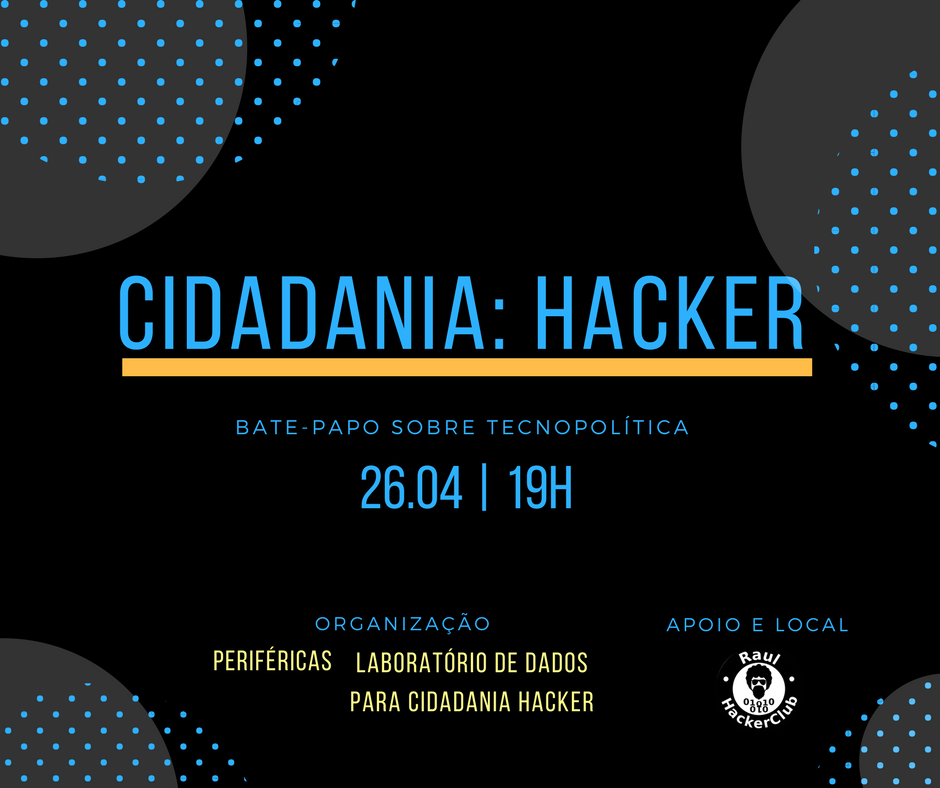 CIDADANIA: HACKER
BATE-PAPO SOBRE TECNOPOLÍTICA
26.04 | 19H
ORGANIZAÇÃO
PERIFÉRICAS
LABORATÓRIO DE DADOS
PARA CIDADANIA HACKER
APOIO E LOCAL
Raul
01010
010
HackerClub